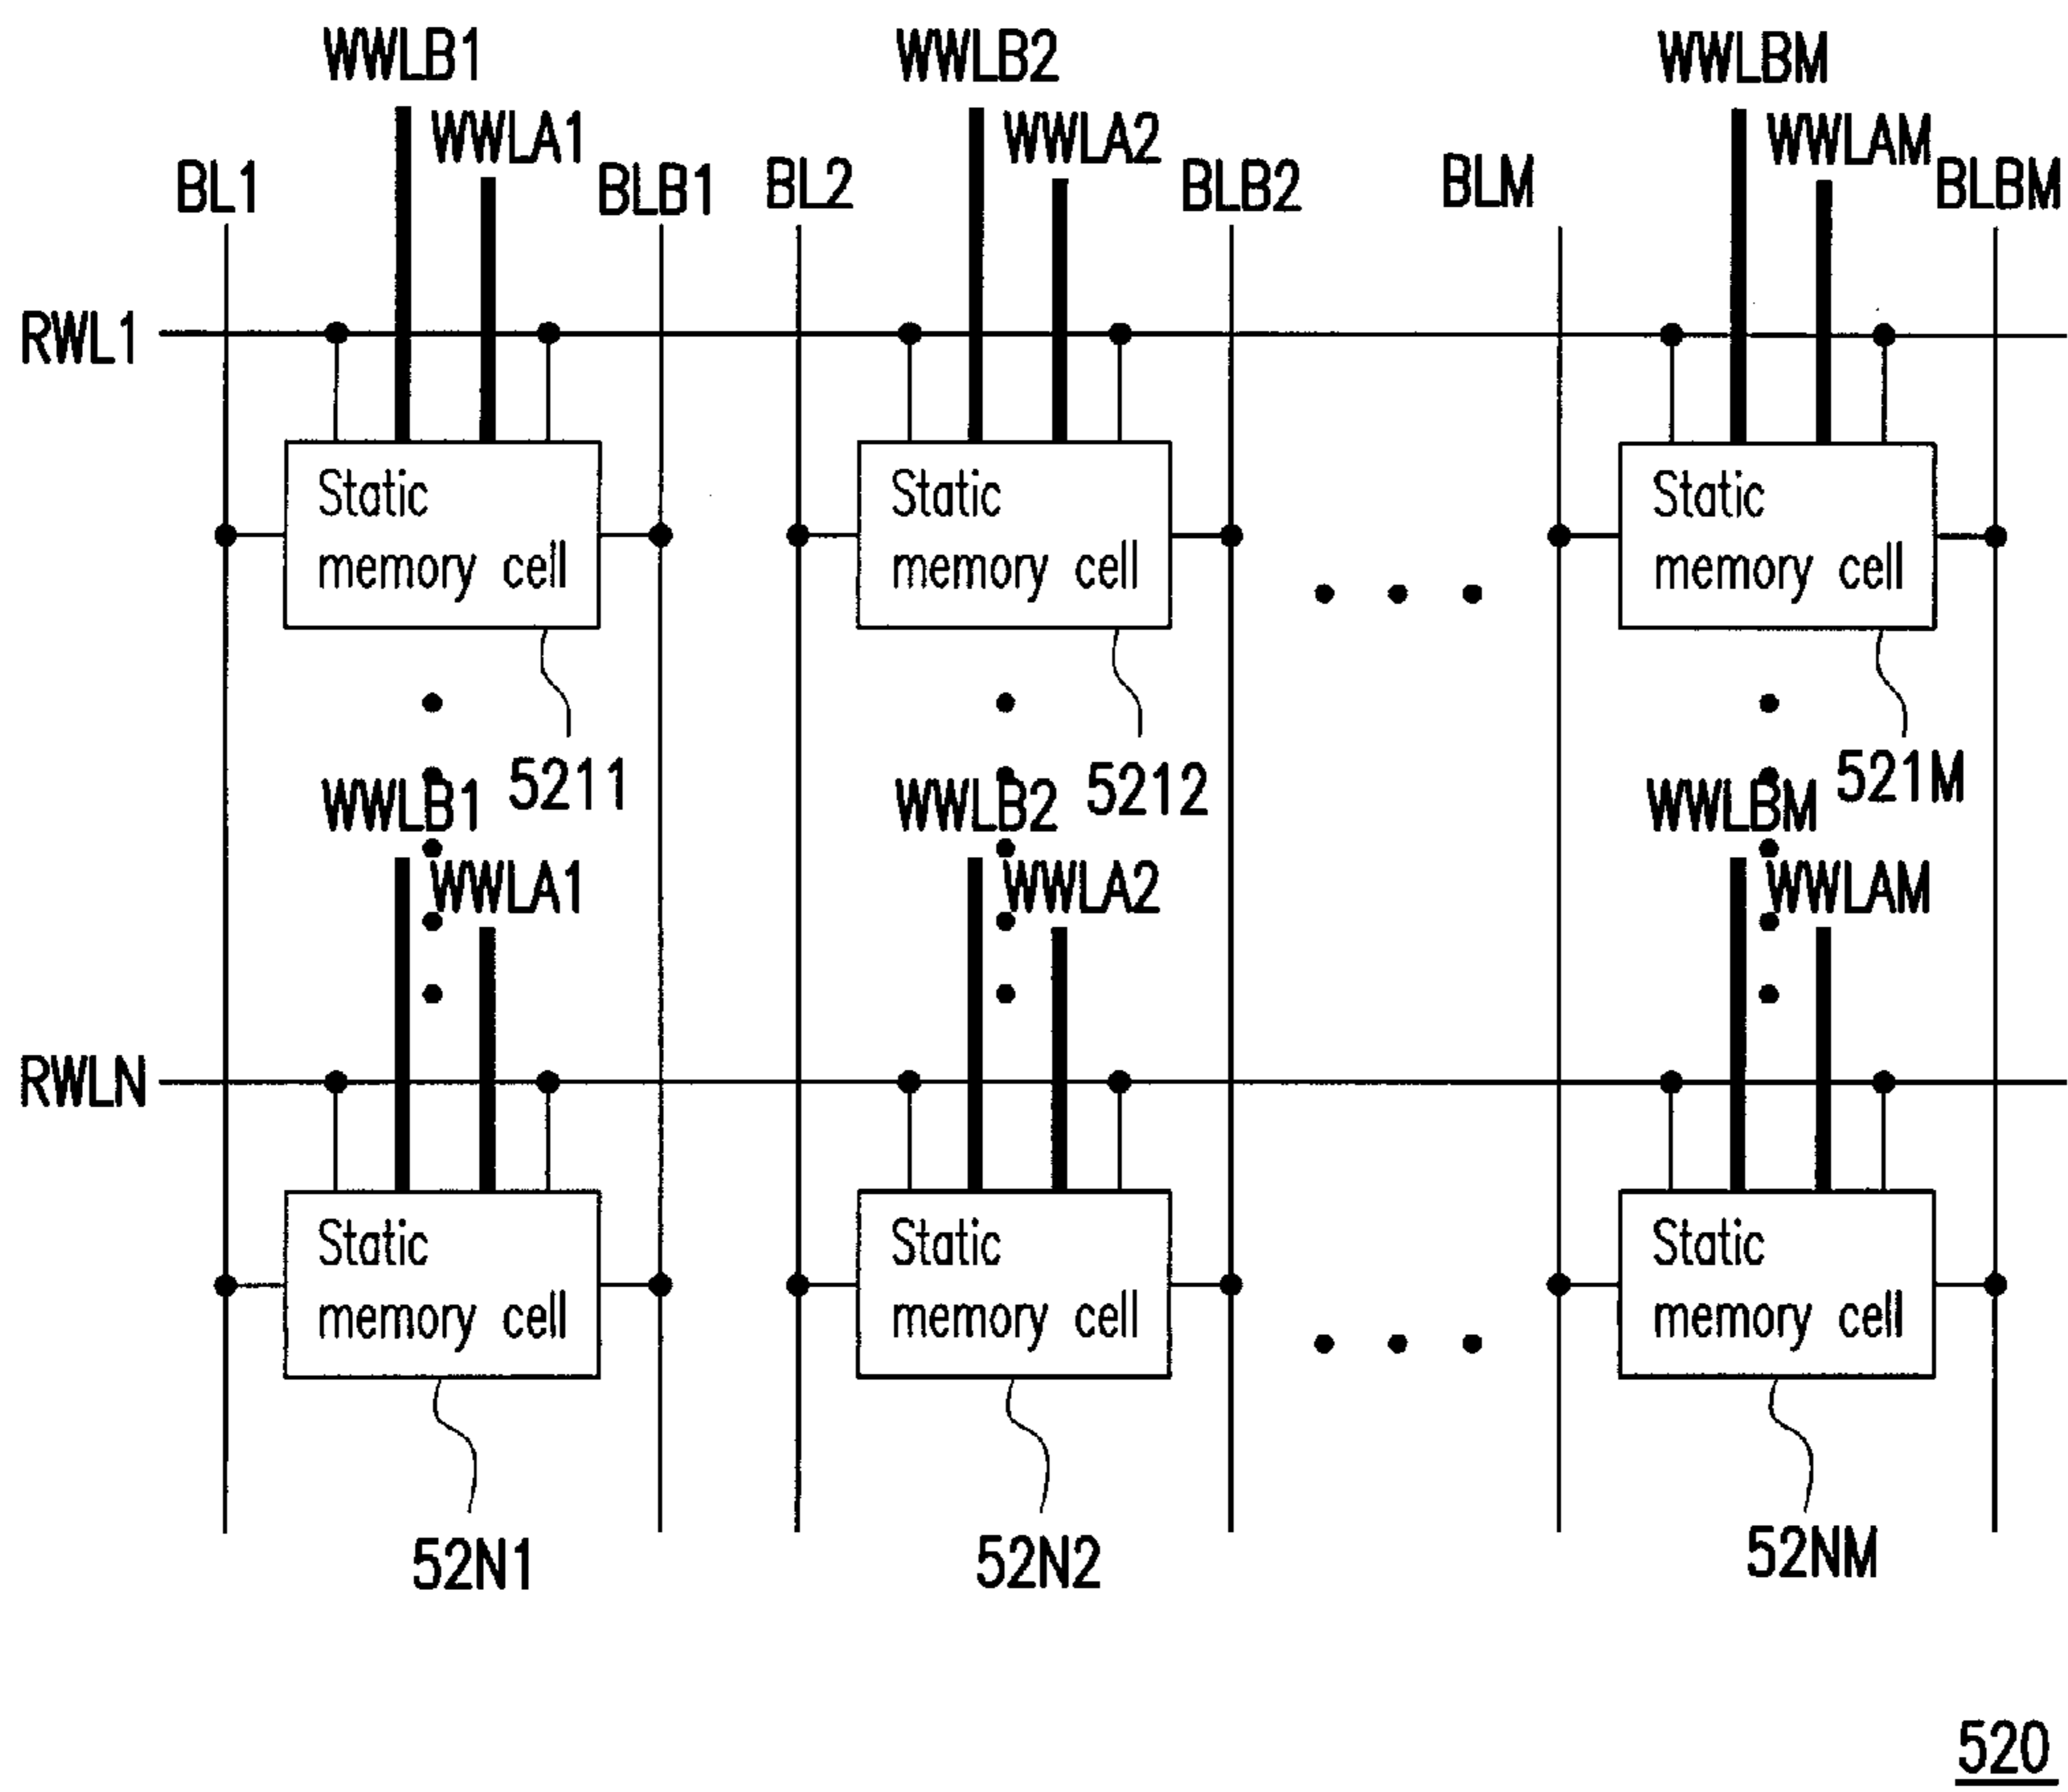 WWLB1 WWLB2 WWLBM
WWLA1 WWLA2 WWLAM
BL1 BLB1 BL2 BLB2 BLM BLBM
RWL1
Static Static Static
memory cell memory cell memory cell
5211 5212 521M
WWLB1 WWLB2 WWLBM
WWLA1 WWLA2 WWLAM
RWLN
Static Static Static
memory cell memory cell memory cell
52N1 52N2 52NM
520